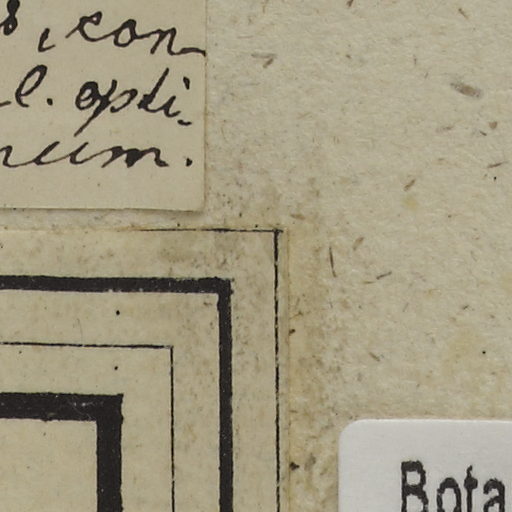 s, con-
l. opti-
num.
Bota